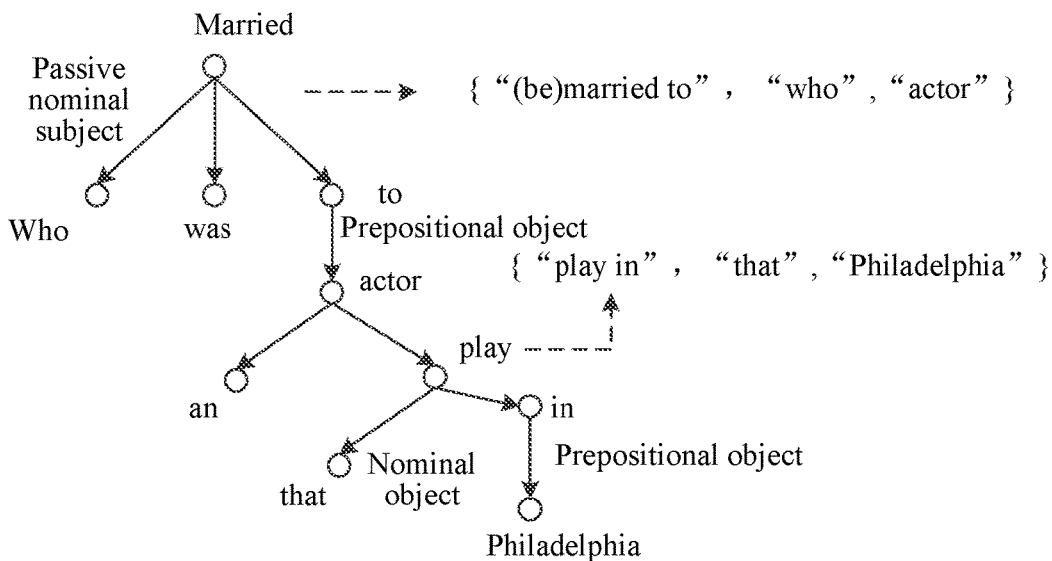 Married
Passive
nominal
subject
{ “(be)married to” , “who” , “actor” }
Who
was
to
Prepositional object
{ “play in” , “that” , “Philadelphia” }
actor
play
an
in
that
Nominal
object
Prepositional object
Philadelphia